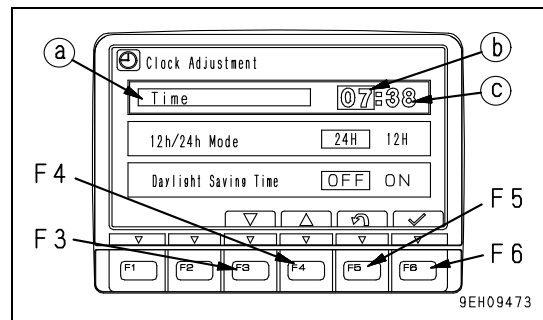 Clock Adjustment
Time 07:38
12h/24h Mode 24H 12H
Daylight Saving Time OFF ON
F1 F2 F3 F4 F5 F6
a
b
c
F4
F3
F5
F6
9EH09473